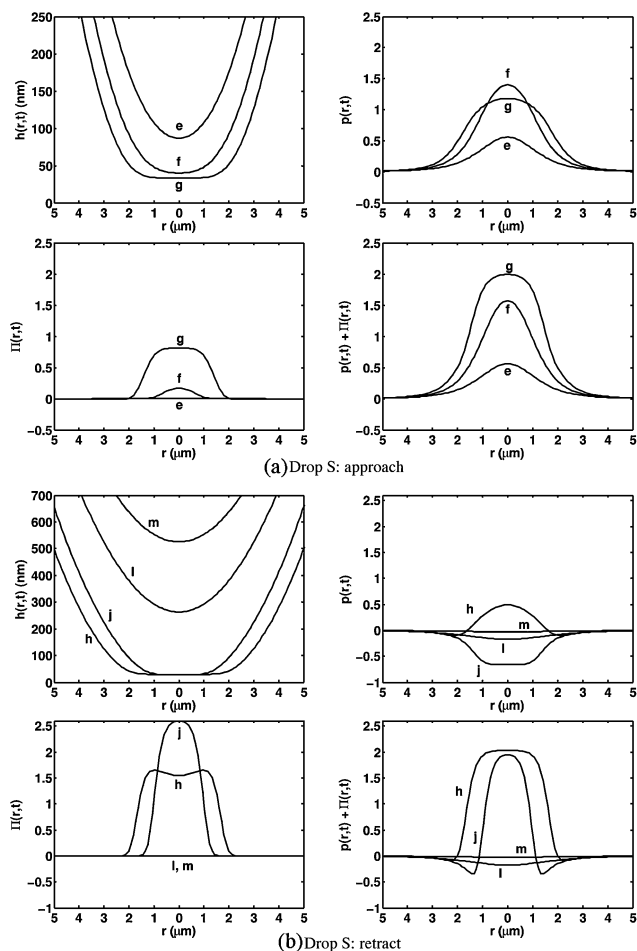 250
200
150
100
50
0
h(r,t) (nm)
e
f
g
5 4 3 2 1 0 1 2 3 4 5
r (μm)
2.5
2
1.5
1
0.5
0
−0.5
p(r,t)
f
g
e
5 4 3 2 1 0 1 2 3 4 5
r (μm)
2.5
2
1.5
1
0.5
0
−0.5
Π(r,t)
g
f
e
5 4 3 2 1 0 1 2 3 4 5
r (μm)
2.5
2
1.5
1
0.5
0
−0.5
p(r,t) + Π(r,t)
g
f
e
5 4 3 2 1 0 1 2 3 4 5
r (μm)
(a) Drop S: approach
700
600
500
400
300
200
100
0
h(r,t) (nm)
m
l
j
h
5 4 3 2 1 0 1 2 3 4 5
r (μm)
2.5
2
1.5
1
0.5
0
−0.5
−1
p(r,t)
h
m
l
j
5 4 3 2 1 0 1 2 3 4 5
r (μm)
2.5
2
1.5
1
0.5
0
−0.5
−1
Π(r,t)
j
h
l, m
5 4 3 2 1 0 1 2 3 4 5
r (μm)
2.5
2
1.5
1
0.5
0
−0.5
−1
p(r,t) + Π(r,t)
h
j
m
l
5 4 3 2 1 0 1 2 3 4 5
r (μm)
(b) Drop S: retract